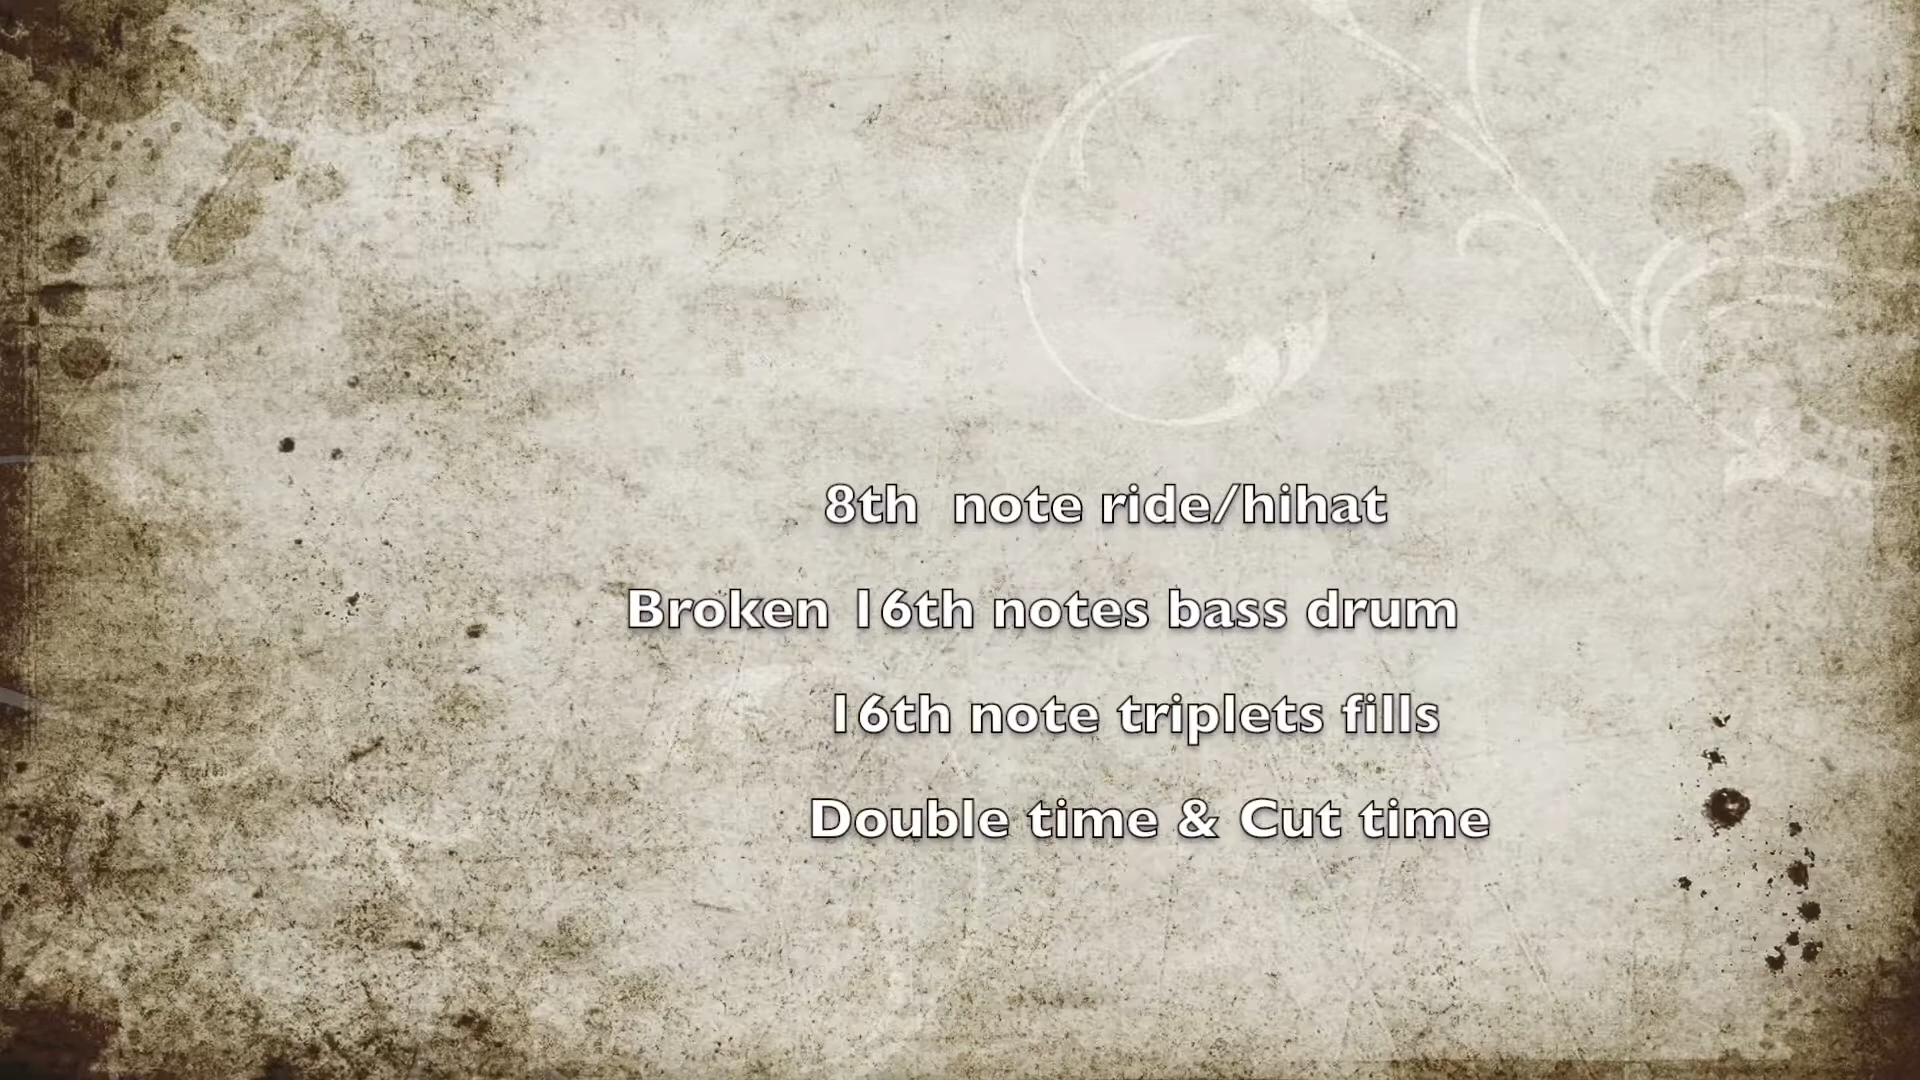 8th  note ride/hihat
Broken 16th notes bass drum
16th note triplets fills
Double time & Cut time